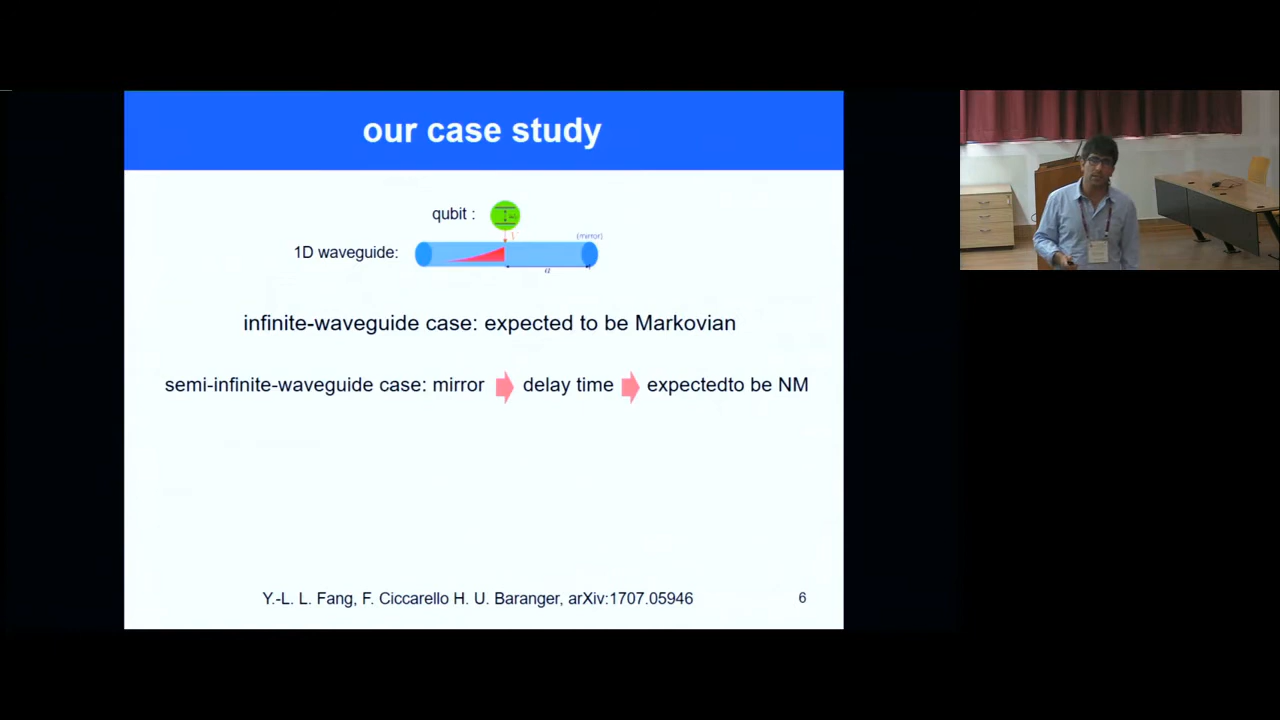 our case study
qubit :
(mirror)
1D waveguide:
a
infinite-waveguide case: expected to be Markovian
semi-infinite-waveguide case: mirror delay time expectedto be NM
Y.-L. L. Fang, F. Ciccarello H. U. Baranger, arXiv:1707.05946
6